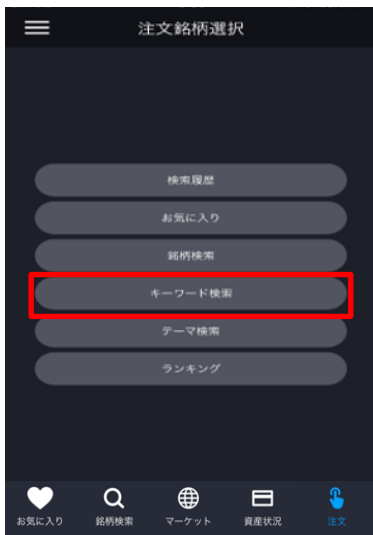 注文銘柄選択
検索履歴
お気に入り
銘柄検索
キーワード検索
テーマ検索
ランキング
お気に入り 銘柄検索 マーケット 資産状況 注文